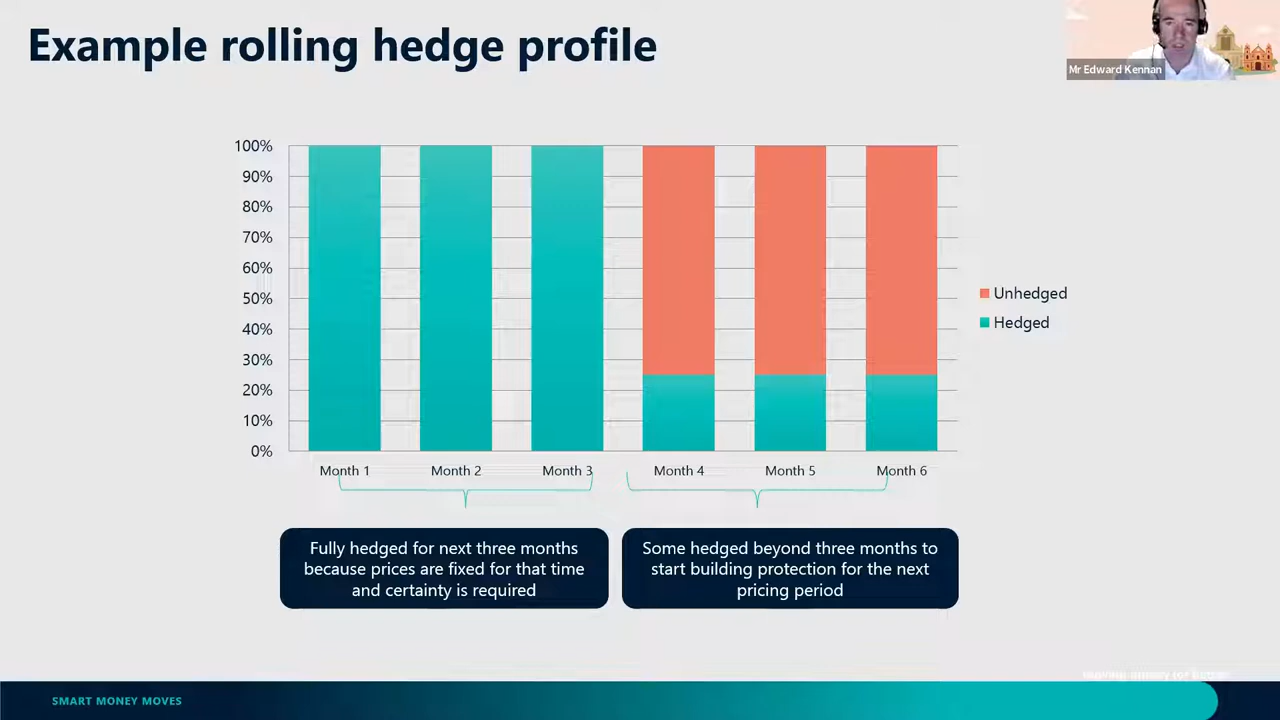 Example rolling hedge profile
Mr Edward Kennan
100%
90%
80%
70%
60%
50%
40%
30%
20%
10%
0%
Unhedged
Hedged
Month 1 Month 2 Month 3 Month 4 Month 5 Month 6
Fully hedged for next three months
because prices are fixed for that time
and certainty is required
Some hedged beyond three months to
start building protection for the next
pricing period
SMART MONEY MOVES